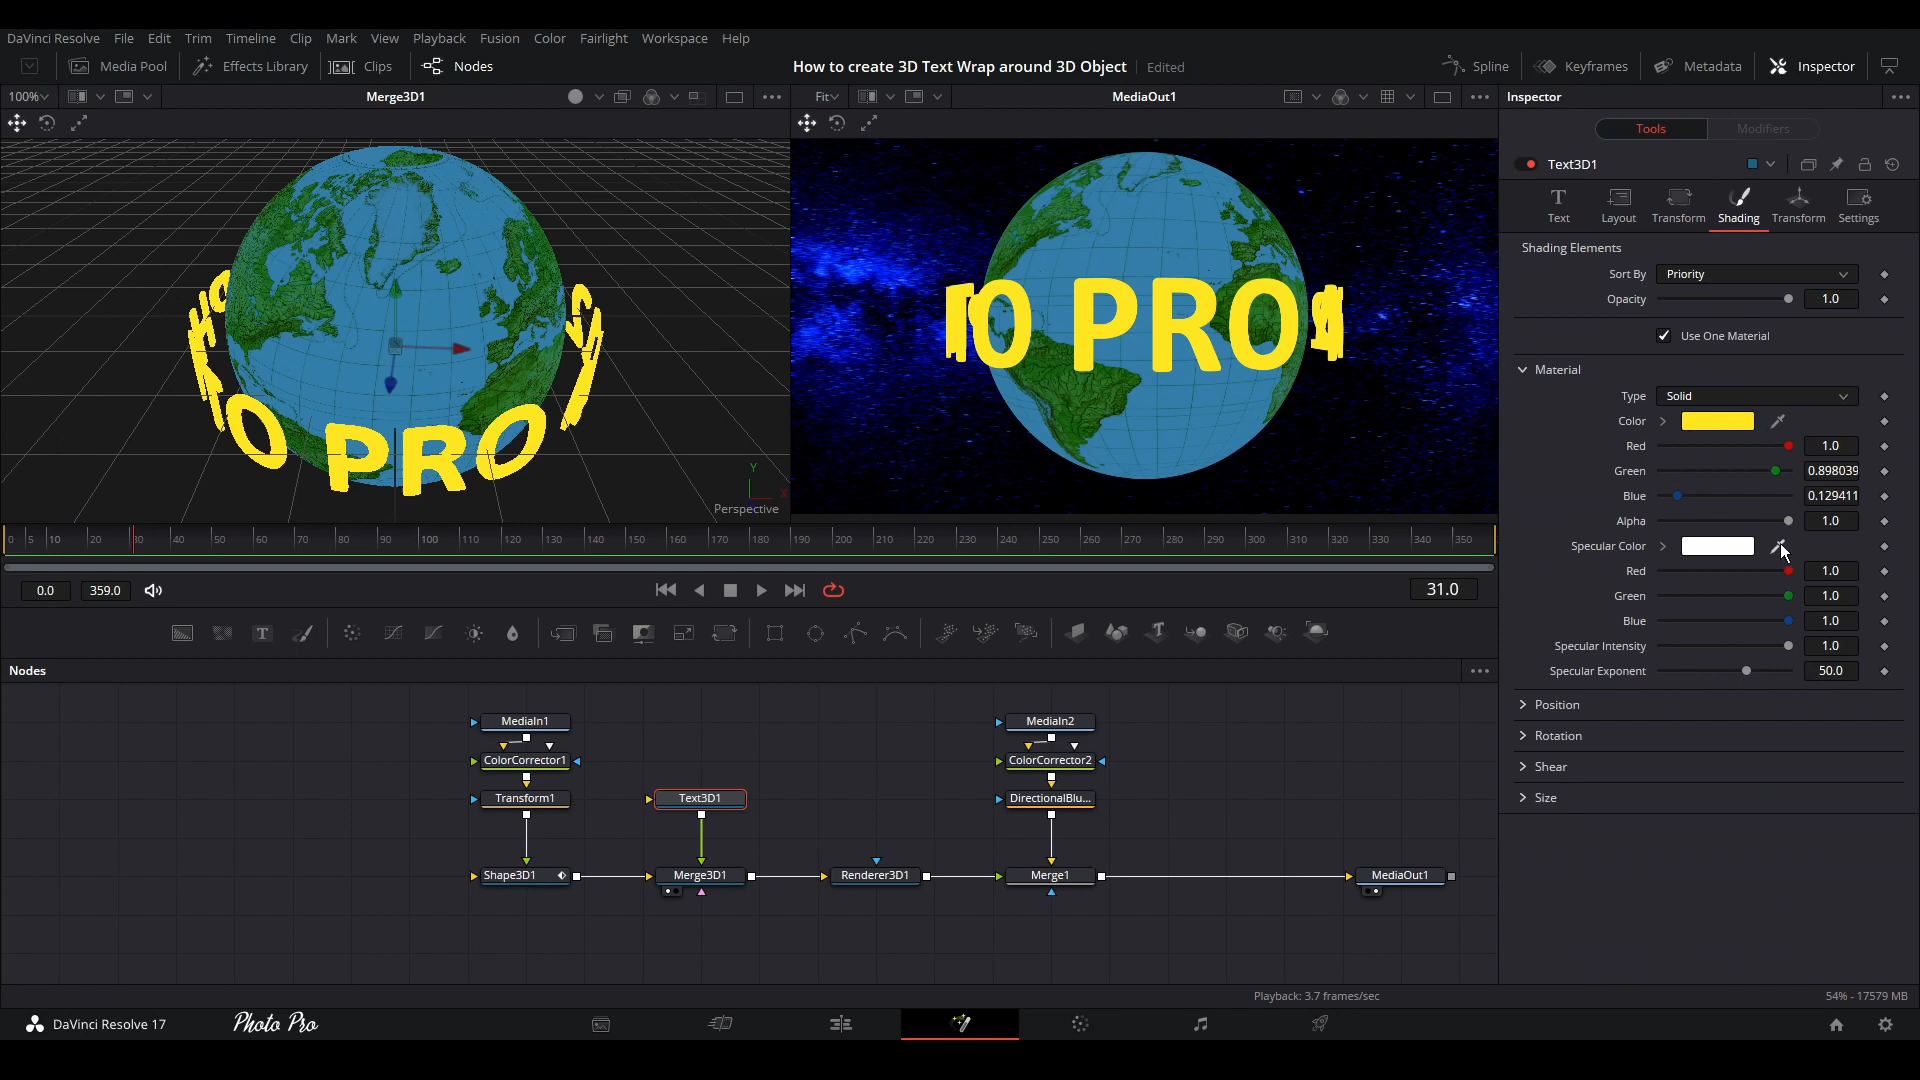 DaVinci Resolve File Edit Trim Timeline Clip Mark View Playback Fusion Color Fairlight Workspace Help
Media Pool Effects Library Clips Nodes How to create 3D Text Wrap around 3D Object Edited Spline Keyframes Metadata Inspector
100% Merge3D1 Fit MediaOut1 Inspector
Tools Modifiers
Text3D1
Text Layout Transform Shading Transform Settings
Shading Elements
Sort By Priority
Opacity 1.0
Use One Material
Material
Type Solid
Color
Red 1.0
Green 0.898039
Blue 0.129411
Alpha 1.0
Specular Color
Red 1.0
Green 1.0
Blue 1.0
Specular Intensity 1.0
Specular Exponent 50.0
Position
Rotation
Shear
Size
O PRO
O PRO
Y
X
Perspective
0 5 10 20 30 40 50 60 70 80 90 100 110 120 130 140 150 160 170 180 190 200 210 220 230 240 250 260 270 280 290 300 310 320 330 340 350
0.0 359.0 31.0
Nodes
MediaIn1 MediaIn2
ColorCorrector1 ColorCorrector2
Transform1 Text3D1 DirectionalBlu...
Shape3D1 Merge3D1 Renderer3D1 Merge1 MediaOut1
Playback: 3.7 frames/sec 54% - 17579 MB
DaVinci Resolve 17 Photo Pro